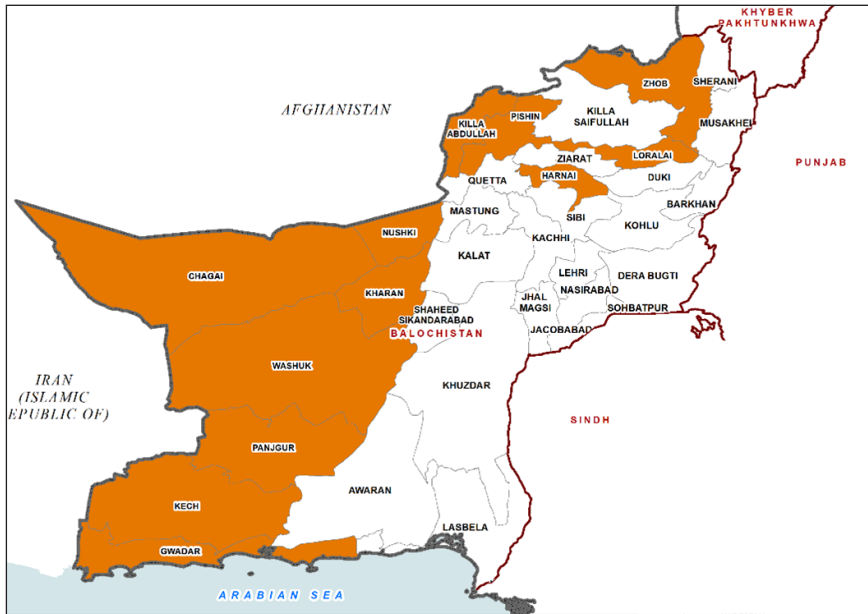 KHYBER
PAKHTUNKHWA
AFGHANISTAN
ZHOB
SHERANI
PISHIN
KILLA
SAIFULLAH
KILLA
ABDULLAH
MUSAKHEL
LORALAI
ZIARAT
PUNJAB
HARNAI
DUKI
QUETTA
BARKHAN
MASTUNG
SIBI
KOHLU
NUSHKI
KACHHI
KALAT
CHAGAI
LEHRI
DERA BUGTI
NASIRABAD
KHARAN
JHAL
MAGSI
SOHBATPUR
SHAHEED
SIKANDARABAD
JACOBABAD
BALOCHISTAN
WASHUK
IRAN
(ISLAMIC
EPUBLIC OF)
KHUZDAR
SINDH
PANJGUR
AWARAN
KECH
LASBELA
GWADAR
ARABIAN SEA